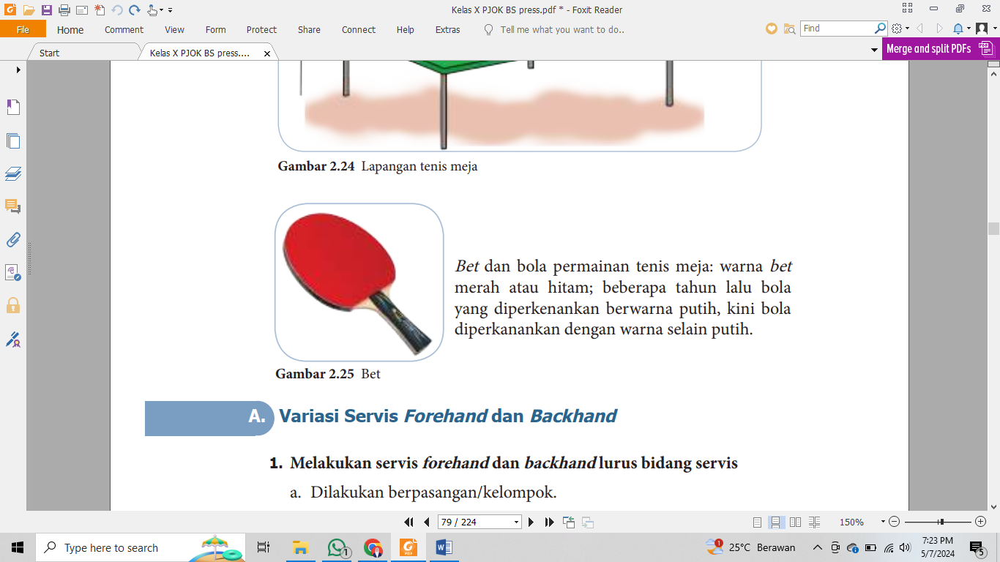 Kelas X PJOK BS press.pdf * - Foxit Reader
File Home Comment View Form Protect Share Connect Help Extras Tell me what you want to do.. Find
Start Kelas X PJOK BS press.... Merge and split PDFs
Gambar 2.24 Lapangan tenis meja
Bet dan bola permainan tenis meja: warna bet
merah atau hitam; beberapa tahun lalu bola
yang diperkenankan berwarna putih, kini bola
diperkanankan dengan warna selain putih.
Gambar 2.25 Bet
A. Variasi Servis Forehand dan Backhand
1. Melakukan servis forehand dan backhand lurus bidang servis
a. Dilakukan berpasangan/kelompok.
79 / 224 150%
Type here to search 1 PDF 1 25°C Berawan 7:23 PM
5/7/2024 5